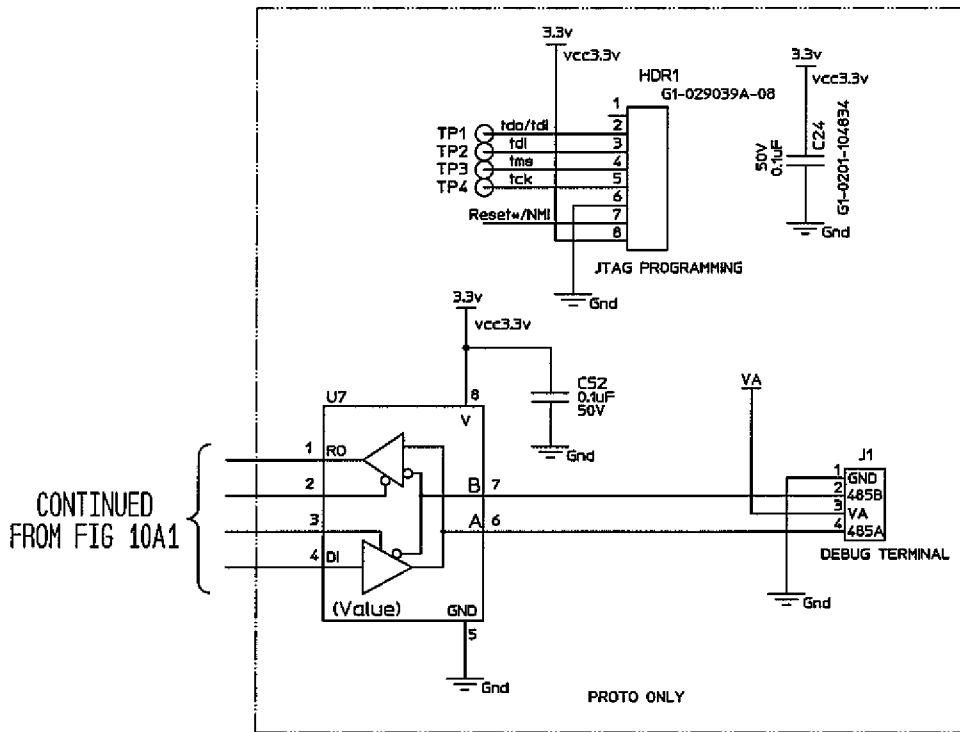 3.3v
vcc3.3v
HDR1
G1-029039A-08
1
2
3
4
5
6
7
8
TP1 tdo/tdi
TP2 tdi
TP3 tms
TP4 tck
Reset*/NMI
Gnd
JTAG PROGRAMMING
3.3v
vcc3.3v
50V
0.1uF
C24
G1-0201-104834
Gnd
3.3v
vcc3.3v
C52
0.1uF
50V
Gnd
U7
8
V
1 RO
2
3
4 DI
B 7
A 6
(Value)
GND
5
Gnd
CONTINUED
FROM FIG 10A1
VA
J1
1 GND
2 485B
3 VA
4 485A
DEBUG TERMINAL
Gnd
PROTO ONLY